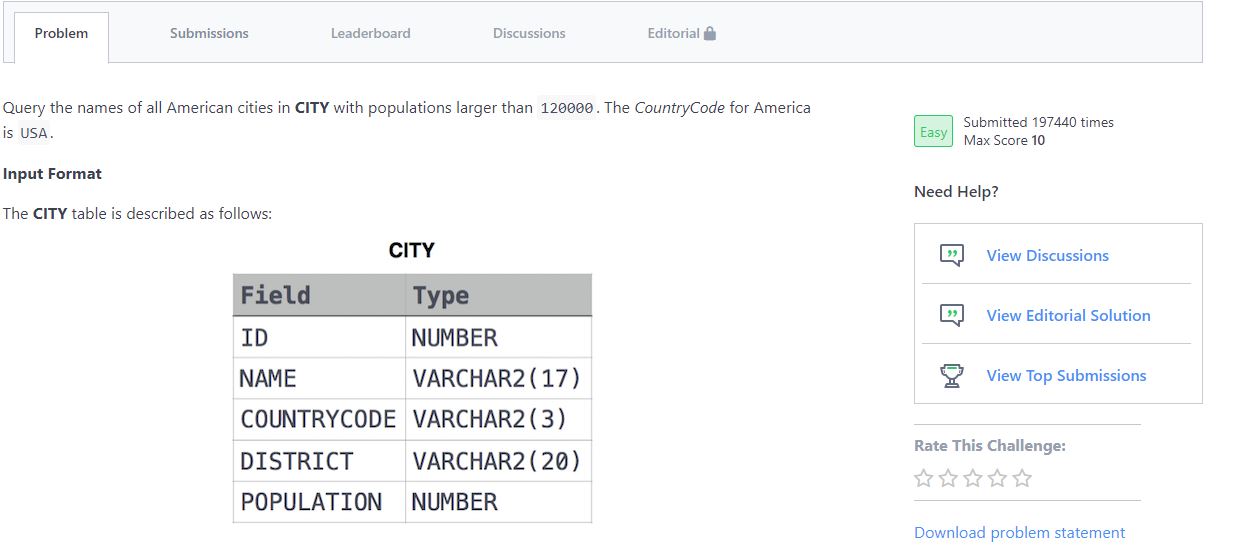 Problem Submissions Leaderboard Discussions Editorial
Query the names of all American cities in CITY with populations larger than 120000. The CountryCode for America
is USA.
Input Format
The CITY table is described as follows:
CITY
Field Type
ID NUMBER
NAME VARCHAR2(17)
COUNTRYCODE VARCHAR2(3)
DISTRICT VARCHAR2(20)
POPULATION NUMBER
Easy
Submitted 197440 times
Max Score 10
Need Help?
View Discussions
View Editorial Solution
View Top Submissions
Rate This Challenge:
Download problem statement